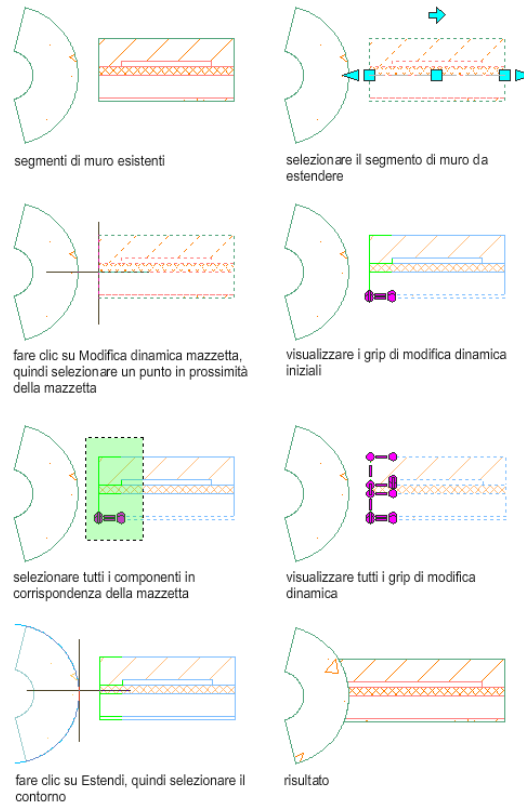 segmenti di muro esistenti
selezionare il segmento di muro da
estendere
fare clic su Modifica dinamica mazzetta,
quindi selezionare un punto in prossimità
della mazzetta
visualizzare i grip di modifica dinamica
iniziali
selezionare tutti i componenti in
corrispondenza della mazzetta
visualizzare tutti i grip di modifica
dinamica
fare clic su Estendi, quindi selezionare il
contorno
risultato